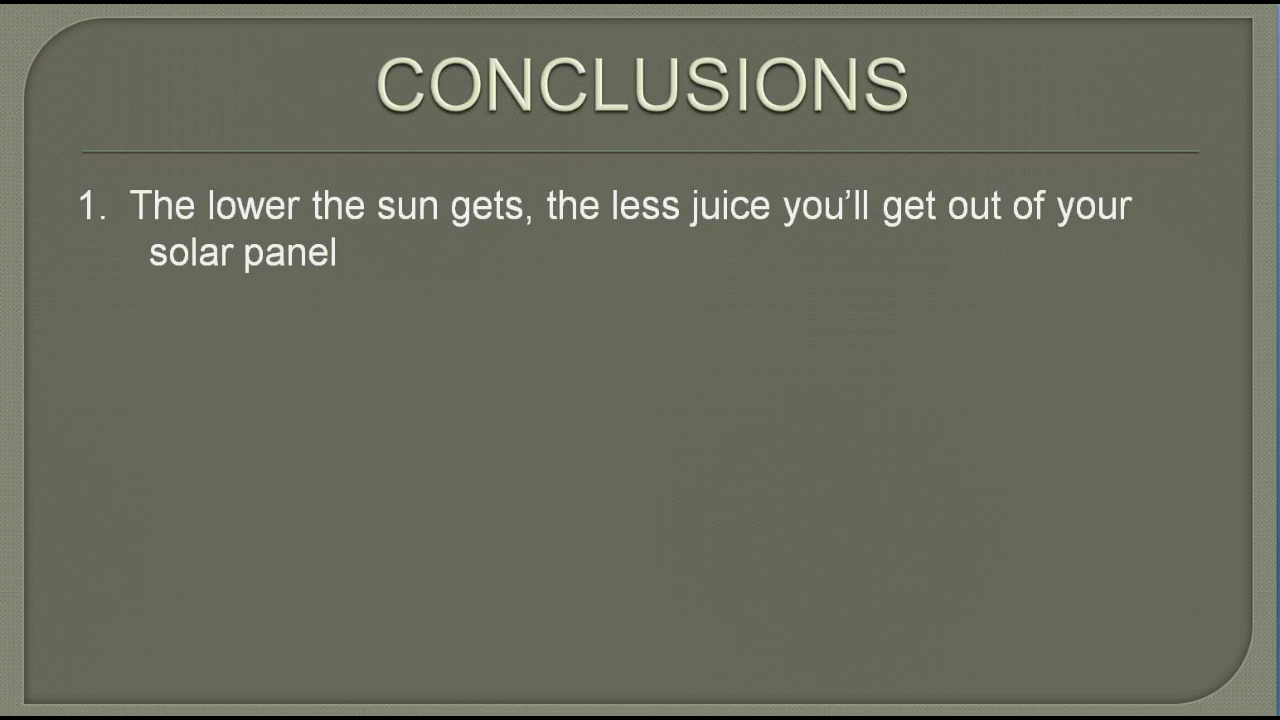 CONCLUSIONS
1. The lower the sun gets, the less juice you’ll get out of your
solar panel